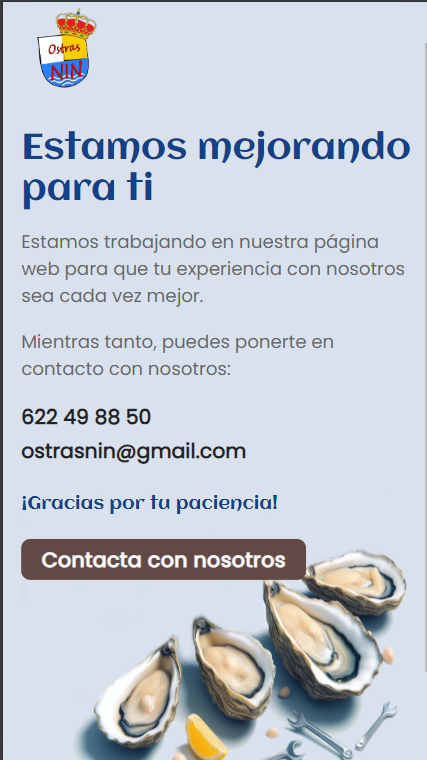 Ostras
NIN
Estamos mejorando
para ti
Estamos trabajando en nuestra página
web para que tu experiencia con nosotros
sea cada vez mejor.
Mientras tanto, puedes ponerte en
contacto con nosotros:
622 49 88 50
ostrasnin@gmail.com
¡Gracias por tu paciencia!
Contacta con nosotros